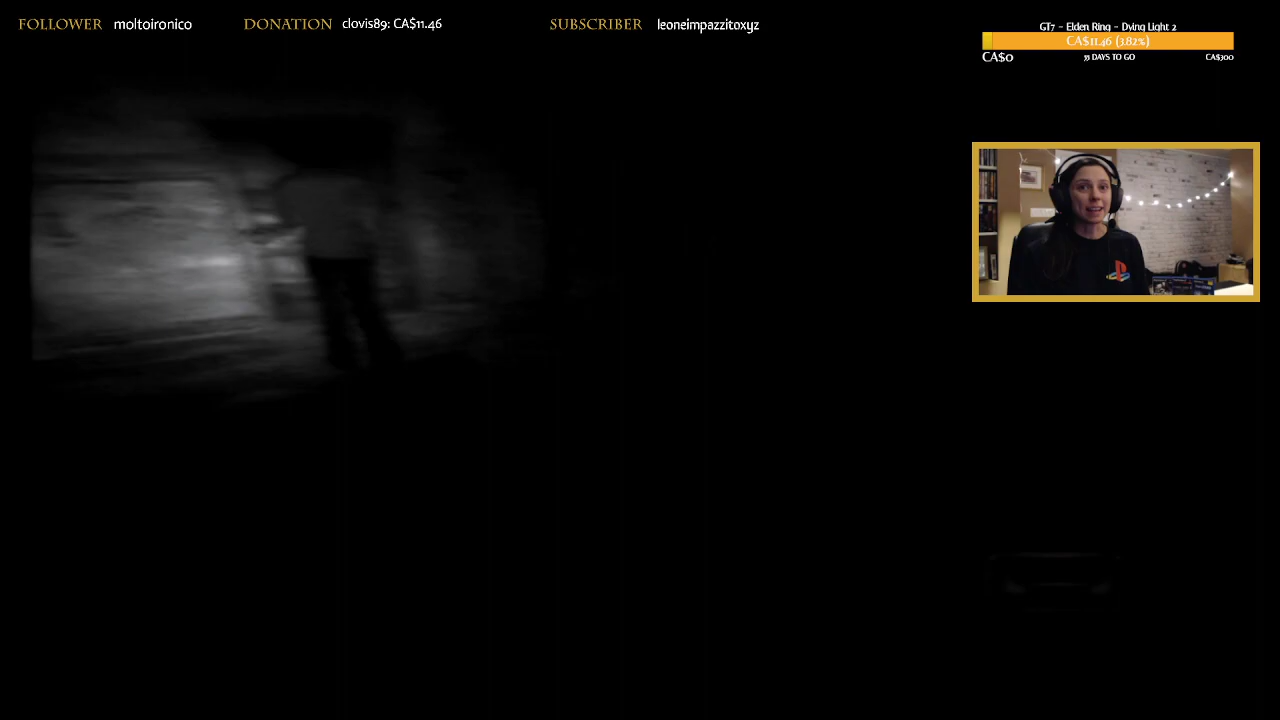 FOLLOWER moltoironico DONATION clovis89: CA$11.46 SUBSCRIBER leoneimpazzitoxyz
GT7 - Elden Ring - Dying Light 2
CA$11.46 (3.82%)
CA$0 33 DAYS TO GO CA$300